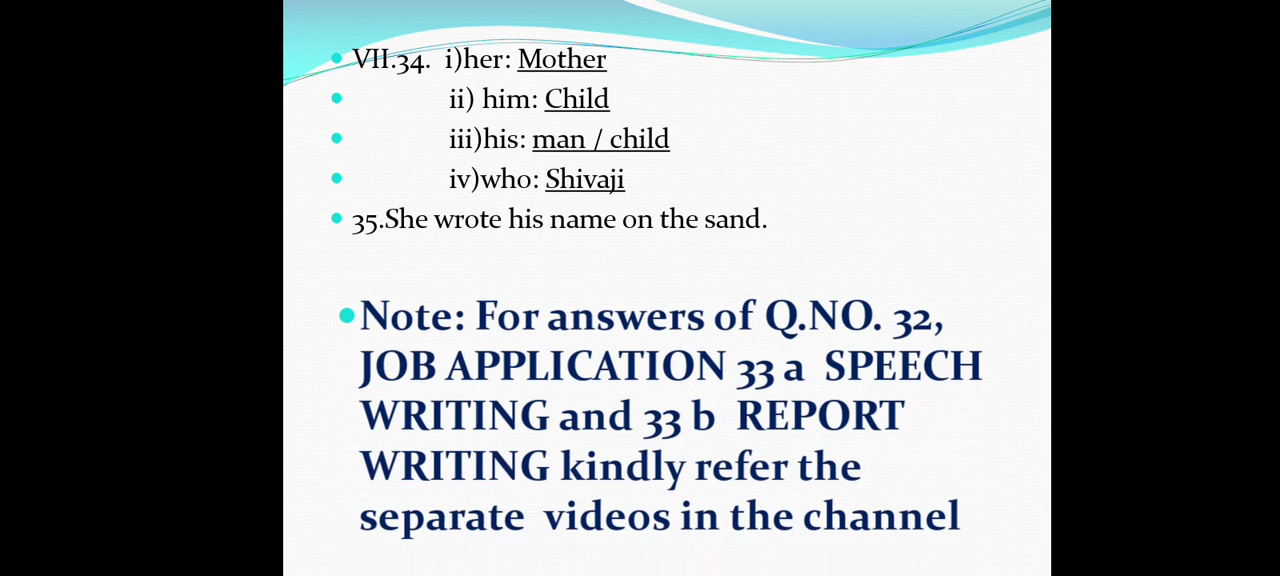 VII.34. i)her: Mother
ii) him: Child
iii)his: man / child
iv)who: Shivaji
35.She wrote his name on the sand.
Note: For answers of Q.NO. 32,
JOB APPLICATION 33 a SPEECH
WRITING and 33 b REPORT
WRITING kindly refer the
separate videos in the channel